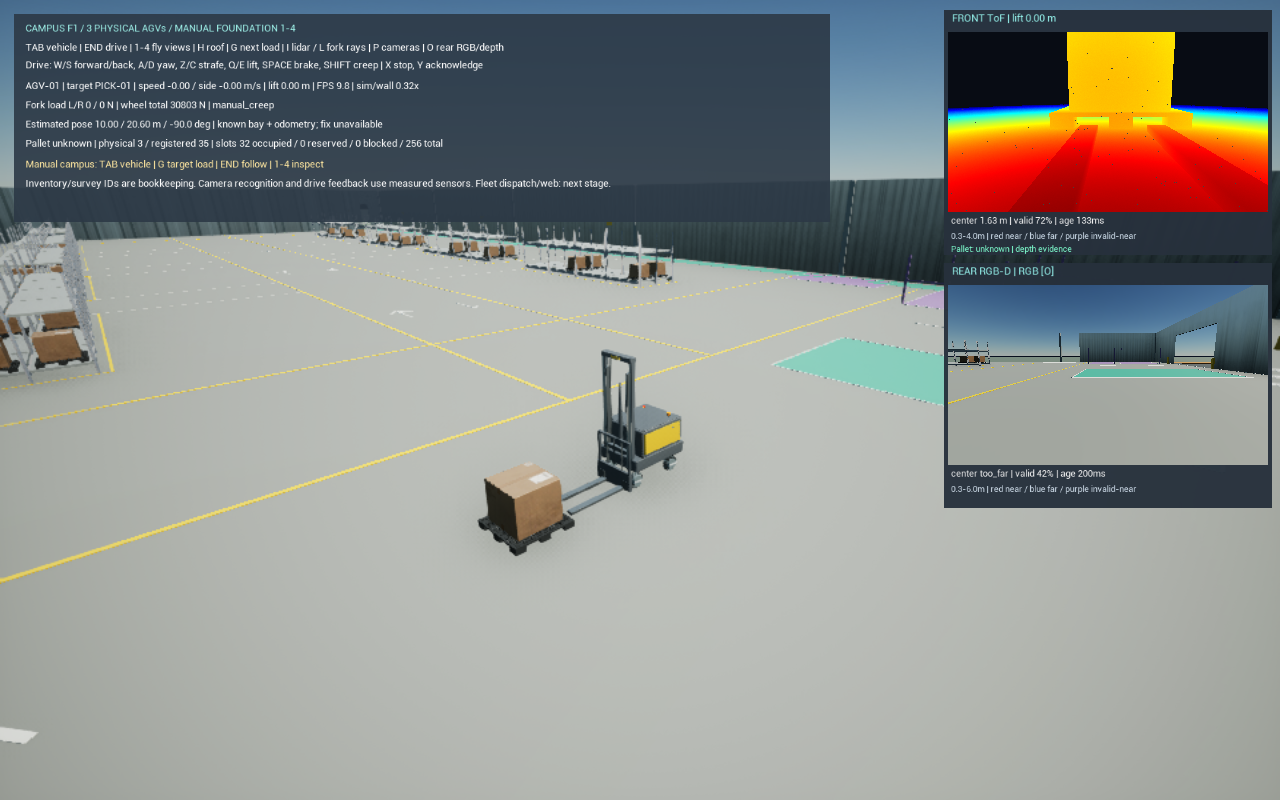 CAMPUS F1 / 3 PHYSICAL AGVs / MANUAL FOUNDATION 1-4
TAB vehicle | END drive | 1-4 fly views | H roof | G next load | I lidar / L fork rays | P cameras | O rear RGB/depth
Drive: W/S forward/back, A/D yaw, Z/C strafe, Q/E lift, SPACE brake, SHIFT creep | X stop, Y acknowledge
AGV-01 | target PICK-01 | speed -0.00 / side -0.00 m/s | lift 0.00 m | FPS 9.8 | sim/wall 0.32x
Fork load L/R 0 / 0 N | wheel total 30803 N | manual_creep
Estimated pose 10.00 / 20.60 m / -90.0 deg | known bay + odometry; fix unavailable
Pallet unknown | physical 3 / registered 35 | slots 32 occupied / 0 reserved / 0 blocked / 256 total
Manual campus: TAB vehicle | G target load | END follow | 1-4 inspect
Inventory/survey IDs are bookkeeping. Camera recognition and drive feedback use measured sensors. Fleet dispatch/web: next stage.
FRONT ToF | lift 0.00 m
center 1.63 m | valid 72% | age 133ms
0.3-4.0m | red near / blue far / purple invalid-near
Pallet: unknown | depth evidence
REAR RGB-D | RGB [O]
center too_far | valid 42% | age 200ms
0.3-6.0m | red near / blue far / purple invalid-near